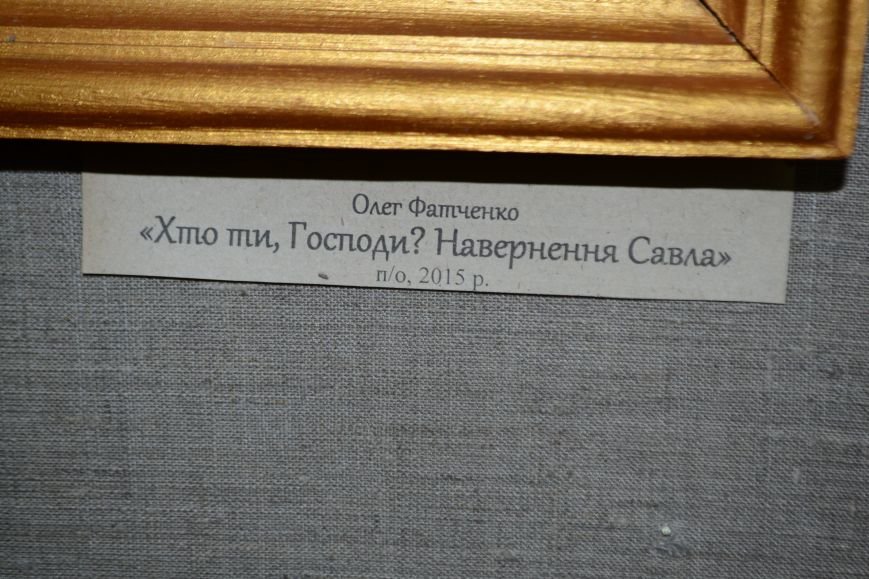 Олег Фатченко
«Хто ти, Господи? Навернення Савла»
п/о, 2015 р.